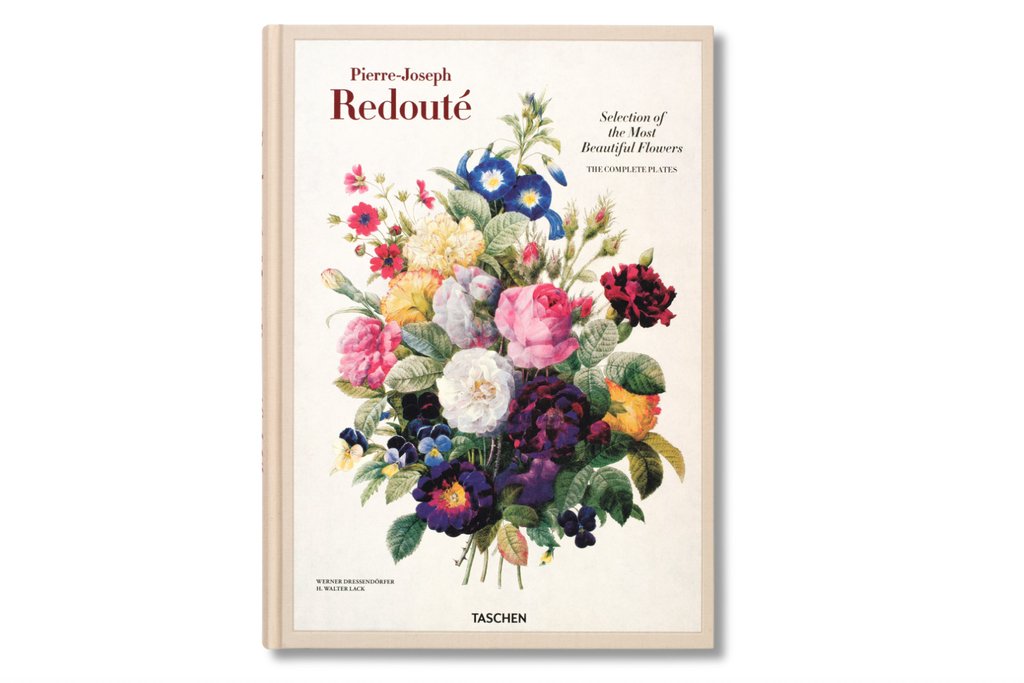 Pierre-Joseph
Redouté
Selection of
the Most
Beautiful Flowers
THE COMPLETE PLATES
WERNER DRESSENDÖRFER
H. WALTER LACK
TASCHEN